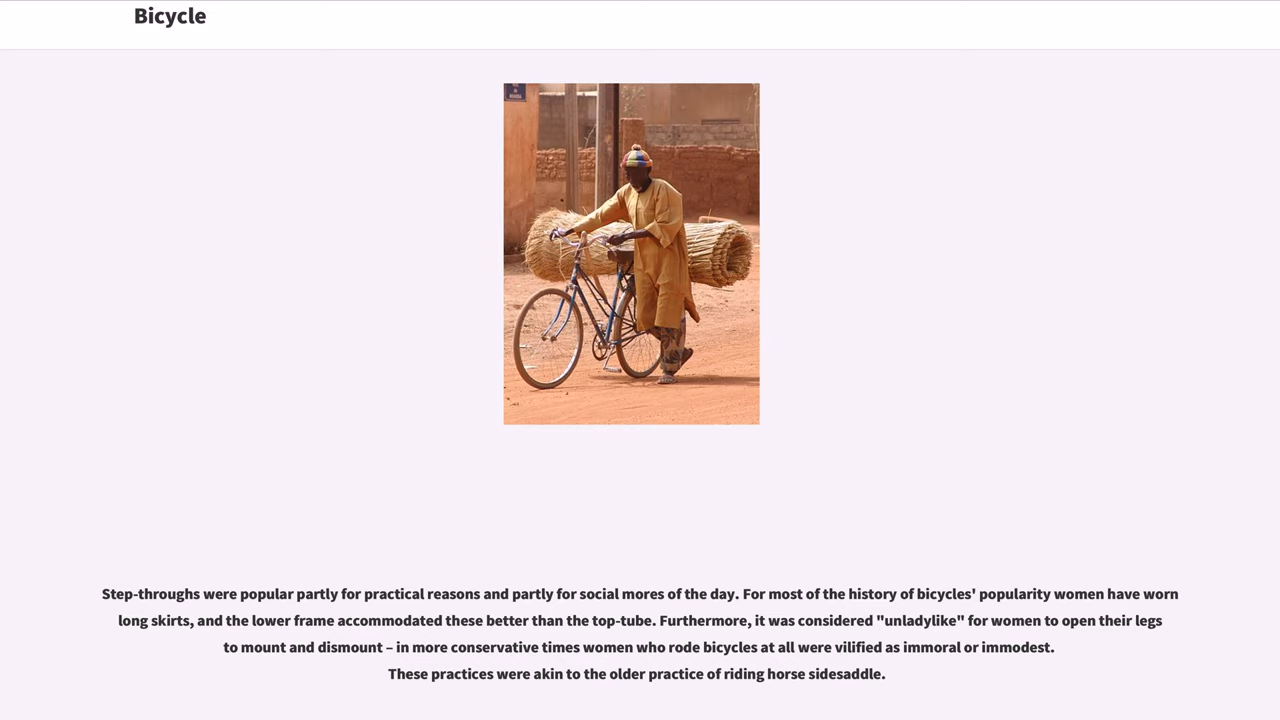 Bicycle
Step-throughs were popular partly for practical reasons and partly for social mores of the day. For most of the history of bicycles' popularity women have worn
long skirts, and the lower frame accommodated these better than the top-tube. Furthermore, it was considered "unladylike" for women to open their legs
to mount and dismount – in more conservative times women who rode bicycles at all were vilified as immoral or immodest.
These practices were akin to the older practice of riding horse sidesaddle.